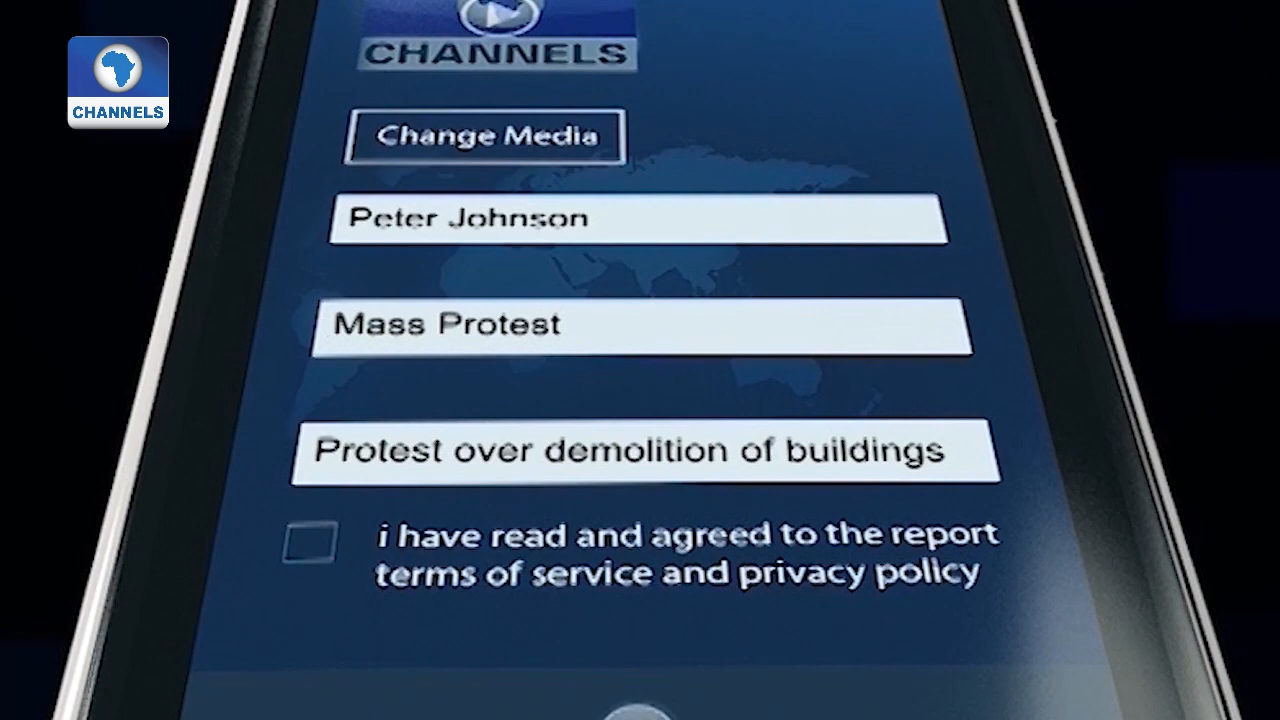 CHANNELS
CHANNELS
Change Media
Peter Johnson
Mass Protest
Protest over demolition of buildings
i have read and agreed to the report
terms of service and privacy policy